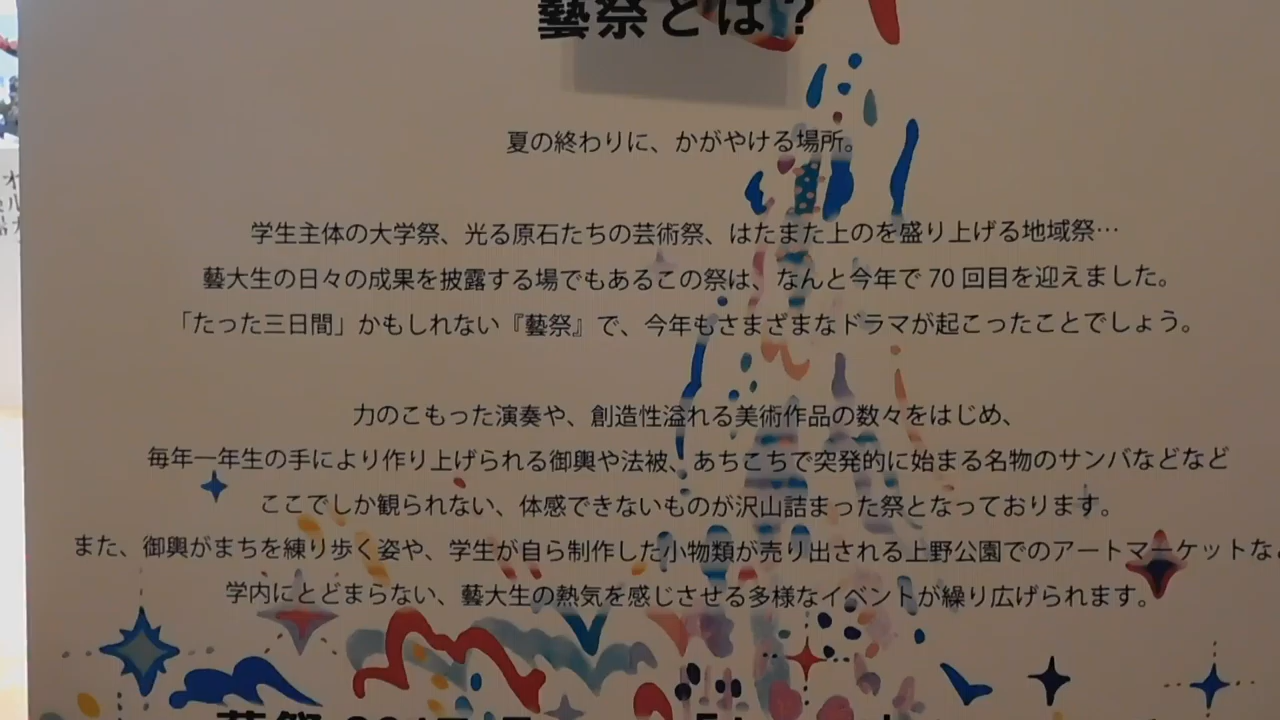 藝祭とは?
夏の終わりに、かがやける場所。
学生主体の大学祭、光る原石たちの芸術祭、はたまた上のを盛り上げる地域祭…
藝大生の日々の成果を披露する場でもあるこの祭は、なんと今年で 70 回目を迎えました。
「たった三日間」かもしれない『藝祭』で、今年もさまざまなドラマが起こったことでしょう。
力のこもった演奏や、創造性溢れる美術作品の数々をはじめ、
毎年一年生の手により作り上げられる御輿や法被、あちこちで突発的に始まる名物のサンバなどなど
ここでしか観られない、体感できないものが沢山詰まった祭となっております。
また、御輿がまちを練り歩く姿や、学生が自ら制作した小物類が売り出される上野公園でのアートマーケットな
学内にとどまらない、藝大生の熱気を感じさせる多様なイベントが繰り広げられます。